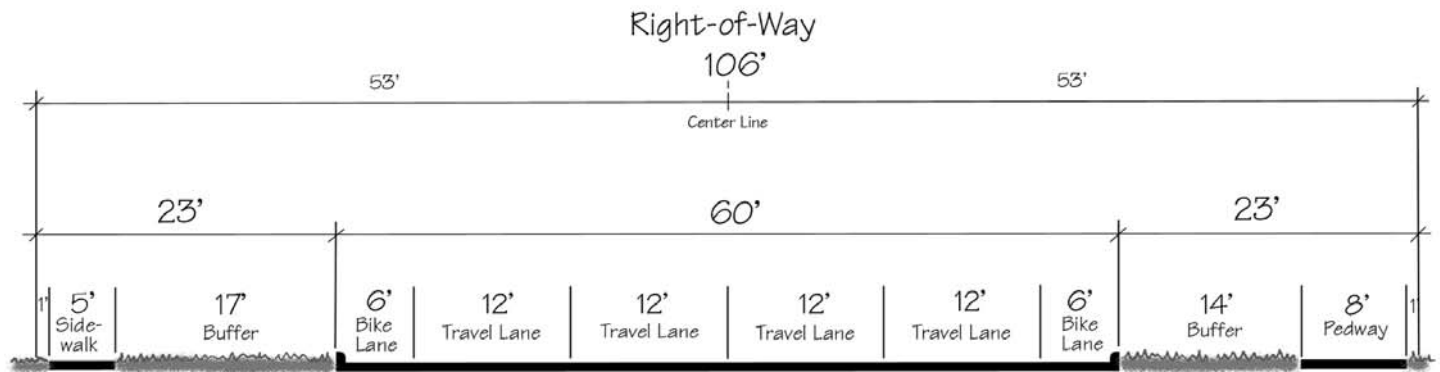 Right-of-Way
106'
53'
53'
Center Line
23'
60'
23'
1'
5'
Side-
walk
17'
Buffer
6'
Bike
Lane
12'
Travel Lane
12'
Travel Lane
12'
Travel Lane
12'
Travel Lane
6'
Bike
Lane
14'
Buffer
8'
Pedway
1'